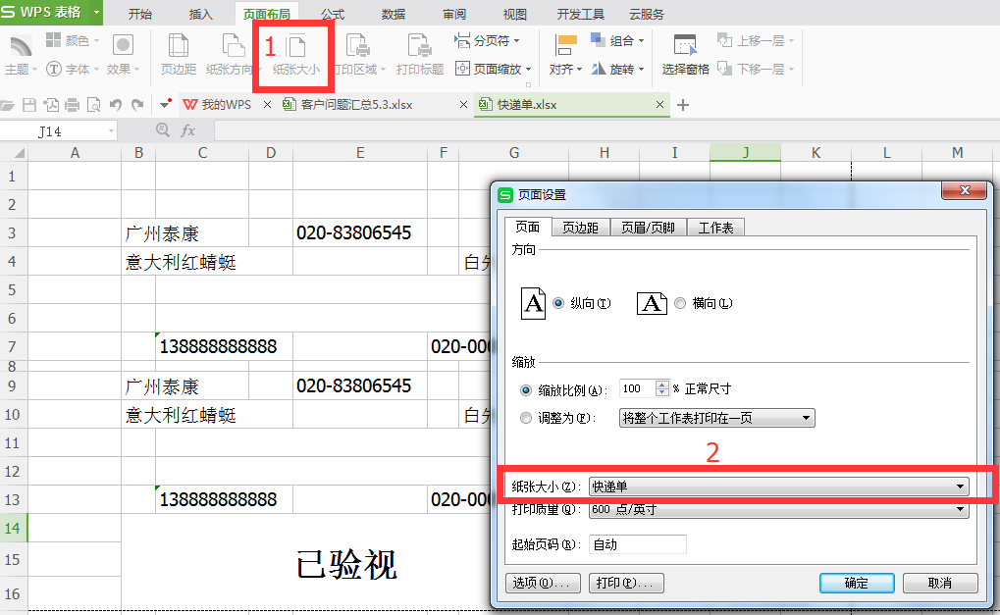 S WPS 表格
开始 插入 页面布局 公式 数据 审阅 视图 开发工具 云服务
颜色 分页符 组合 上移一层
1
主题 字体 效果 页边距 纸张方向 纸张大小 打印区域 打印标题 页面缩放 对齐 旋转 选择窗格 下移一层
我的WPS 客户问题汇总5.3.xlsx 快递单.xlsx
J14 fx
A B C D E F G H I J K L M
1
2
3 广州泰康 020-83806545
4 意大利红蜻蜓
5
6
7 138888888888
8
9 广州泰康 020-83806545
10 意大利红蜻蜓
11
12
13 138888888888
14
15 已验视
16
页面设置
页面 页边距 页眉/页脚 工作表
方向
A 纵向(T) A 横向(L)
缩放
缩放比例(A): 100 % 正常尺寸
调整为(F): 将整个工作表打印在一页
2
纸张大小(Z): 快递单
打印质量(Q): 600 点/英寸
起始页码(R): 自动
选项(O)... 打印(P)... 确定 取消